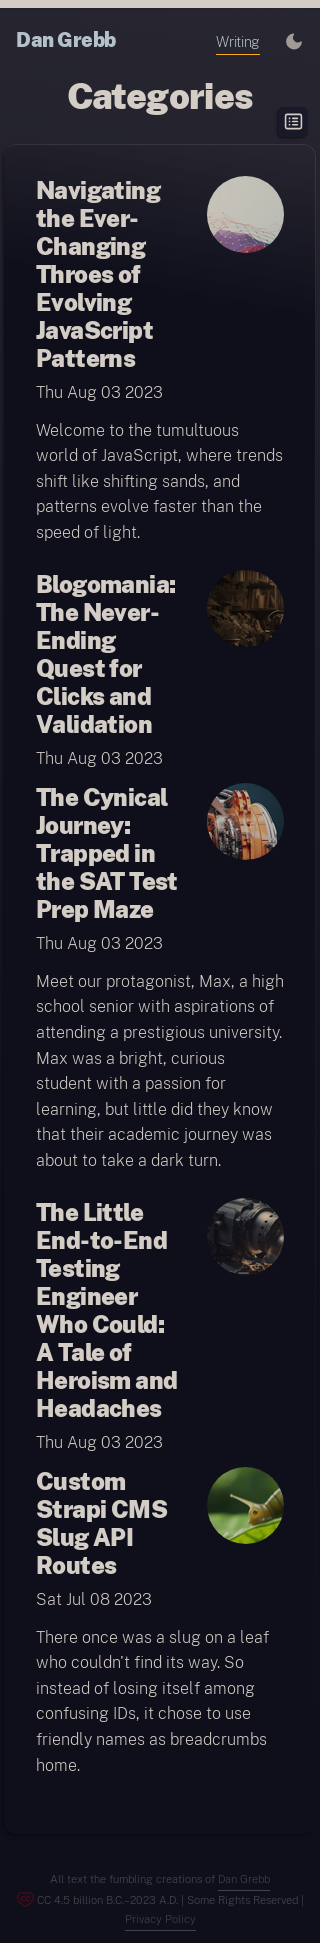 Dan Grebb
Writing
Categories
Navigating
the Ever-
Changing
Throes of
Evolving
JavaScript
Patterns
Thu Aug 03 2023
Welcome to the tumultuous
world of JavaScript, where trends
shift like shifting sands, and
patterns evolve faster than the
speed of light.
Blogomania:
The Never-
Ending
Quest for
Clicks and
Validation
Thu Aug 03 2023
The Cynical
Journey:
Trapped in
the SAT Test
Prep Maze
Thu Aug 03 2023
Meet our protagonist, Max, a high
school senior with aspirations of
attending a prestigious university.
Max was a bright, curious
student with a passion for
learning, but little did they know
that their academic journey was
about to take a dark turn.
The Little
End-to-End
Testing
Engineer
Who Could:
A Tale of
Heroism and
Headaches
Thu Aug 03 2023
Custom
Strapi CMS
Slug API
Routes
Sat Jul 08 2023
There once was a slug on a leaf
who couldn't find its way. So
instead of losing itself among
confusing IDs, it chose to use
friendly names as breadcrumbs
home.
All text the fumbling creations of Dan Grebb
CC 4.5 billion B.C.–2023 A.D. | Some Rights Reserved |
Privacy Policy